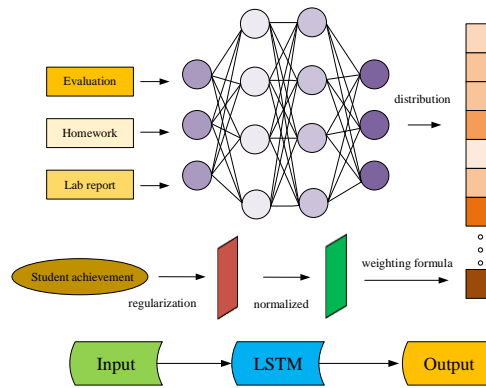 Evaluation
distribution
Homework
Lab report
Student achievement
regularization
normalized
weighting formula
Input
LSTM
Output